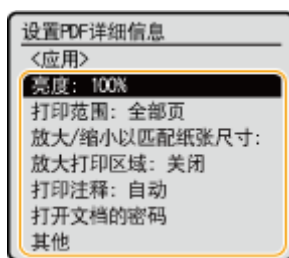 设置PDF详细信息
<应用>
亮度: 100%
打印范围: 全部页
放大/缩小以匹配纸张尺寸:
放大打印区域: 关闭
打印注释: 自动
打开文档的密码
其他